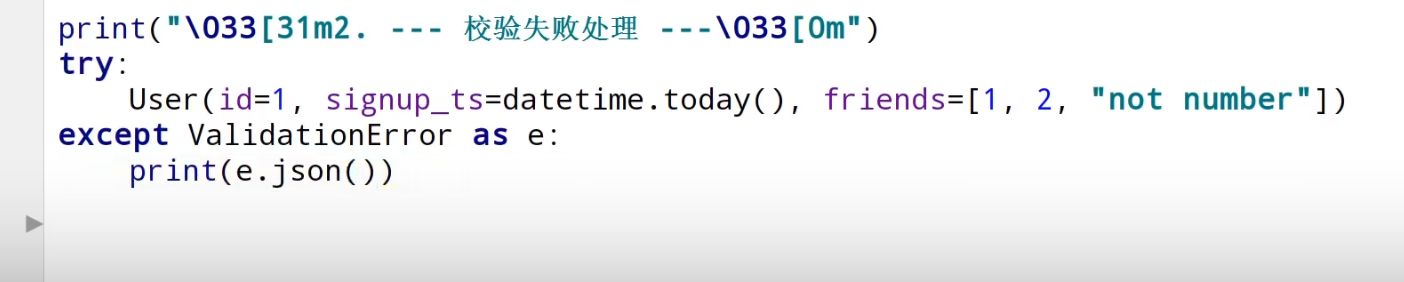 print("\033[31m2. --- 校验失败处理 ---\033[0m")
try:
    User(id=1, signup_ts=datetime.today(), friends=[1, 2, "not number"])
except ValidationError as e:
    print(e.json())